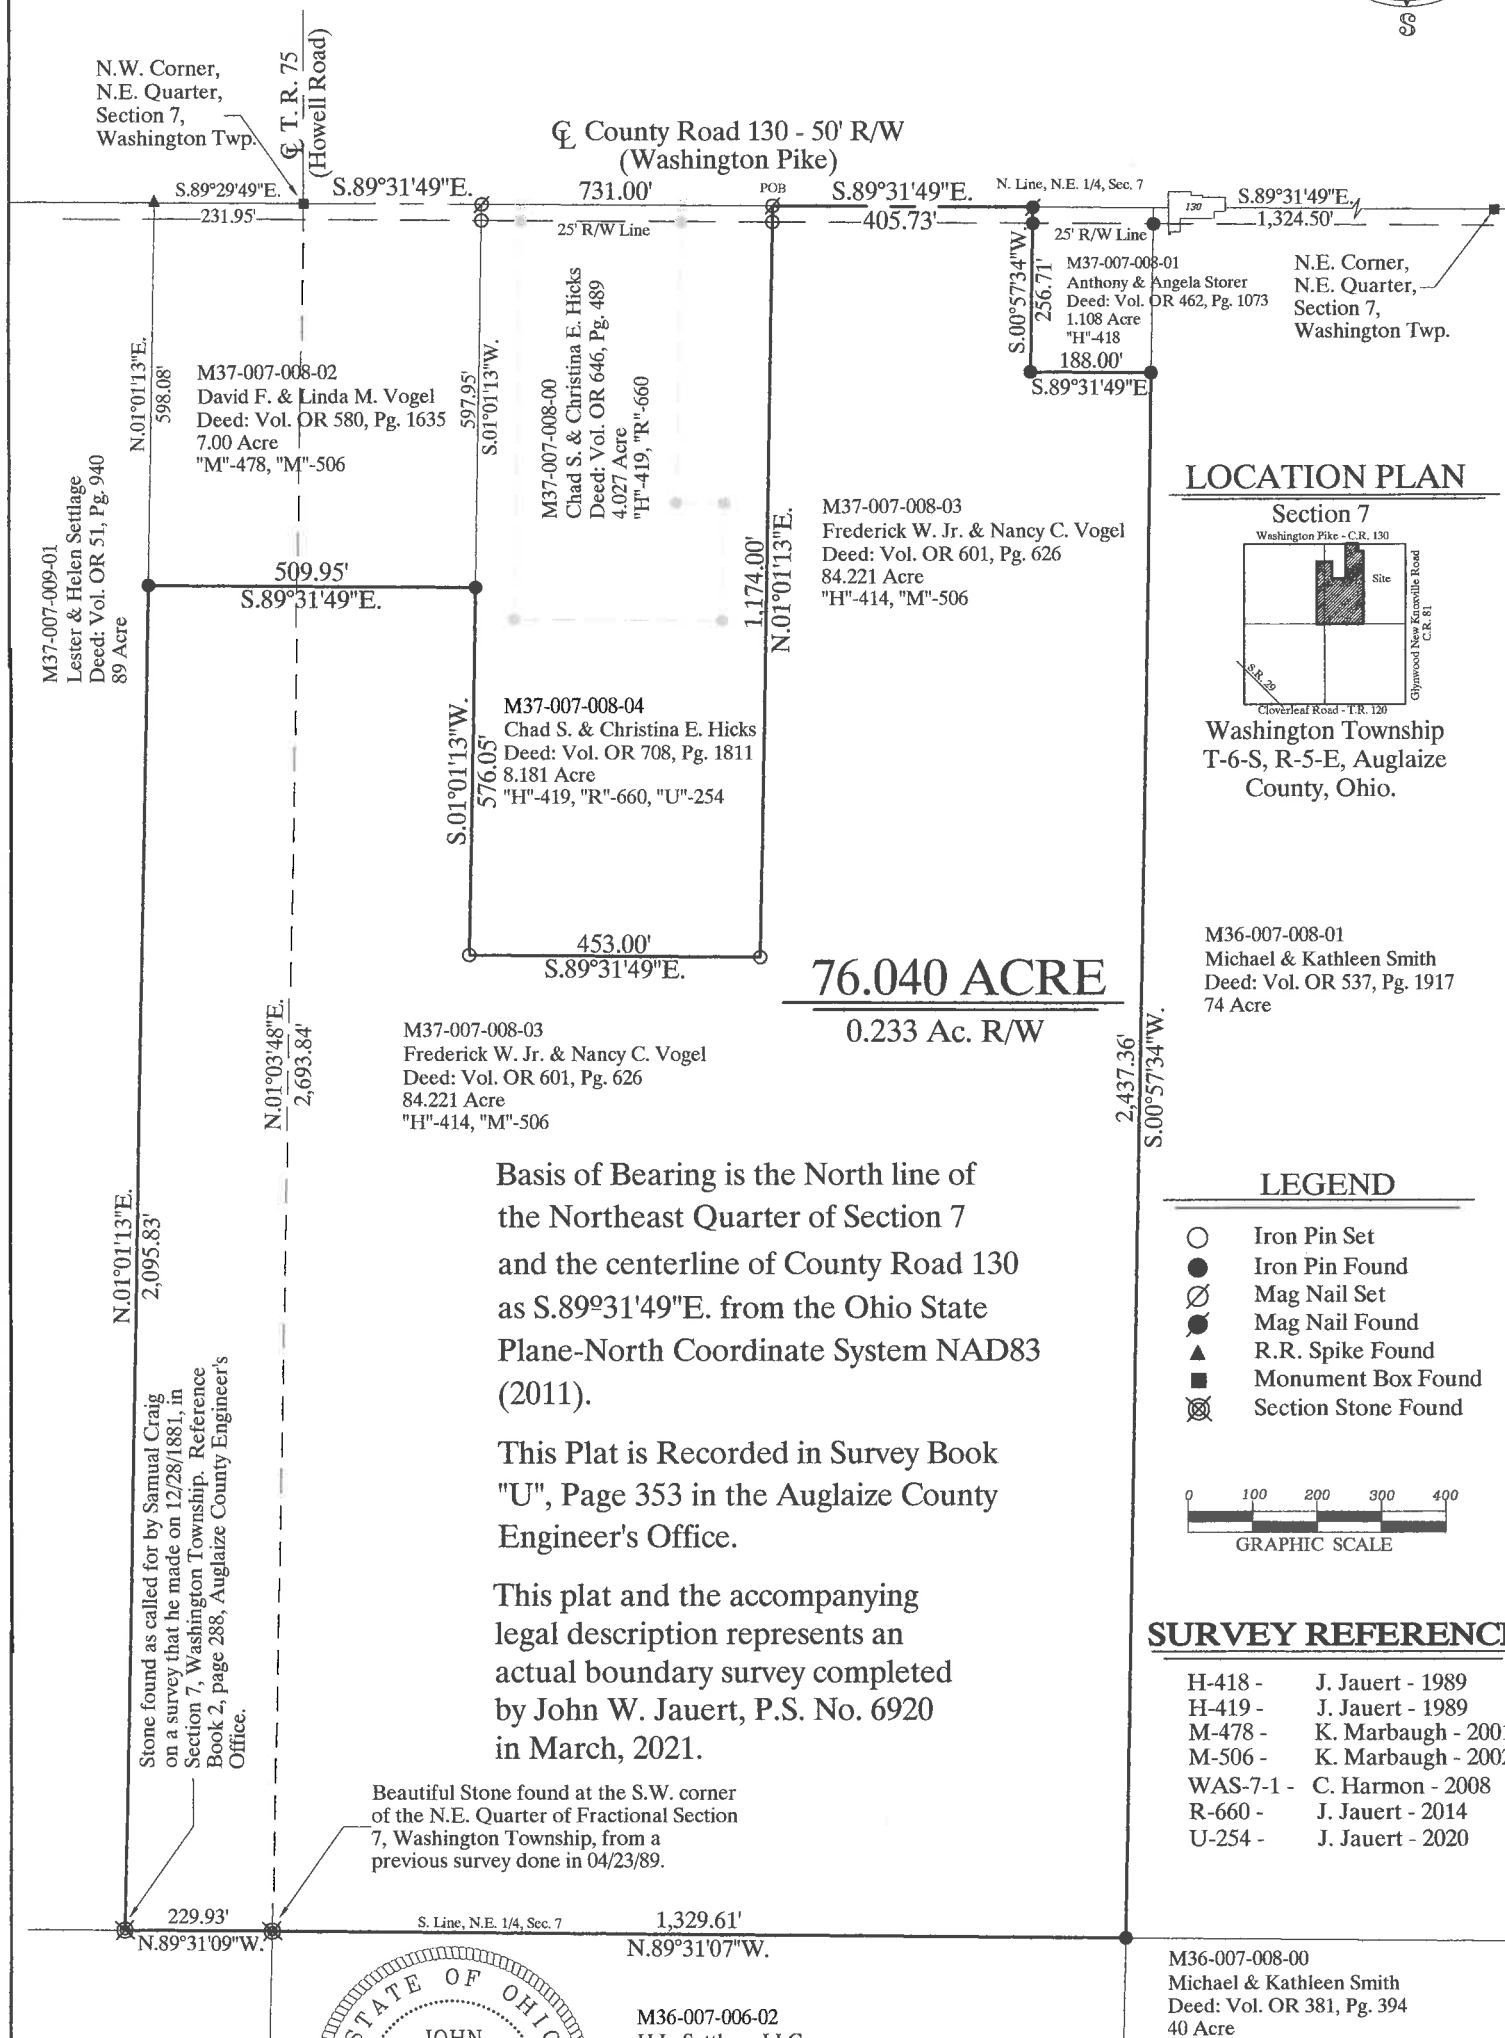 S
N.W. Corner,
N.E. Quarter,
Section 7,
Washington Twp.
℄ T. R. 75
(Howell Road)
℄ County Road 130 - 50' R/W
(Washington Pike)
S.89°29'49"E.
231.95'
S.89°31'49"E.
731.00'
POB
S.89°31'49"E.
405.73'
N. Line, N.E. 1/4, Sec. 7
130
S.89°31'49"E.
1,324.50'
25' R/W Line
25' R/W Line
N.E. Corner,
N.E. Quarter,
Section 7,
Washington Twp.
S.00°57'34"W.
256.71'
M37-007-008-01
Anthony & Angela Storer
Deed: Vol. OR 462, Pg. 1073
1.108 Acre
"H"-418
188.00'
S.89°31'49"E
N.01°01'13"E.
598.08'
M37-007-008-02
David F. & Linda M. Vogel
Deed: Vol. OR 580, Pg. 1635
7.00 Acre
"M"-478, "M"-506
597.95'
S.01°01'13"W.
M37-007-008-00
Chad S. & Christina E. Hicks
Deed: Vol. OR 646, Pg. 489
4.027 Acre
"H"-419, "R"-660
M37-007-009-01
Lester & Helen Settlage
Deed: Vol. OR 51, Pg. 940
89 Acre
509.95'
S.89°31'49"E.
1,174.00'
N.01°01'13"E.
M37-007-008-03
Frederick W. Jr. & Nancy C. Vogel
Deed: Vol. OR 601, Pg. 626
84.221 Acre
"H"-414, "M"-506
LOCATION PLAN
Section 7
Washington Pike - C.R. 130
Site
Glynwood New Knoxville Road
C.R. 81
S.R. 29
Cloverleaf Road - T.R. 120
Washington Township
T-6-S, R-5-E, Auglaize
County, Ohio.
S.01°01'13"W.
576.05'
M37-007-008-04
Chad S. & Christina E. Hicks
Deed: Vol. OR 708, Pg. 1811
8.181 Acre
"H"-419, "R"-660, "U"-254
453.00'
S.89°31'49"E.
76.040 ACRE
0.233 Ac. R/W
M36-007-008-01
Michael & Kathleen Smith
Deed: Vol. OR 537, Pg. 1917
74 Acre
N.01°03'48"E.
2,693.84'
M37-007-008-03
Frederick W. Jr. & Nancy C. Vogel
Deed: Vol. OR 601, Pg. 626
84.221 Acre
"H"-414, "M"-506
2,437.36'
S.00°57'34"W.
N.01°01'13"E.
2,095.83'
Basis of Bearing is the North line of
the Northeast Quarter of Section 7
and the centerline of County Road 130
as S.89º31'49"E. from the Ohio State
Plane-North Coordinate System NAD83
(2011).
This Plat is Recorded in Survey Book
"U", Page 353 in the Auglaize County
Engineer's Office.
This plat and the accompanying
legal description represents an
actual boundary survey completed
by John W. Jauert, P.S. No. 6920
in March, 2021.
LEGEND
Iron Pin Set
Iron Pin Found
Mag Nail Set
Mag Nail Found
R.R. Spike Found
Monument Box Found
Section Stone Found
0 100 200 300 400
GRAPHIC SCALE
SURVEY REFERENC
H-418 - J. Jauert - 1989
H-419 - J. Jauert - 1989
M-478 - K. Marbaugh - 2001
M-506 - K. Marbaugh - 2002
WAS-7-1 - C. Harmon - 2008
R-660 - J. Jauert - 2014
U-254 - J. Jauert - 2020
Stone found as called for by Samual Craig
on a survey that he made on 12/28/1881, in
Section 7, Washington Township. Reference
Book 2, page 288, Auglaize County Engineer's
Office.
Beautiful Stone found at the S.W. corner
of the N.E. Quarter of Fractional Section
7, Washington Township, from a
previous survey done in 04/23/89.
229.93'
N.89°31'09"W.
S. Line, N.E. 1/4, Sec. 7
1,329.61'
N.89°31'07"W.
STATE OF OHIO
JOHN
M36-007-006-02
M36-007-008-00
Michael & Kathleen Smith
Deed: Vol. OR 381, Pg. 394
40 Acre